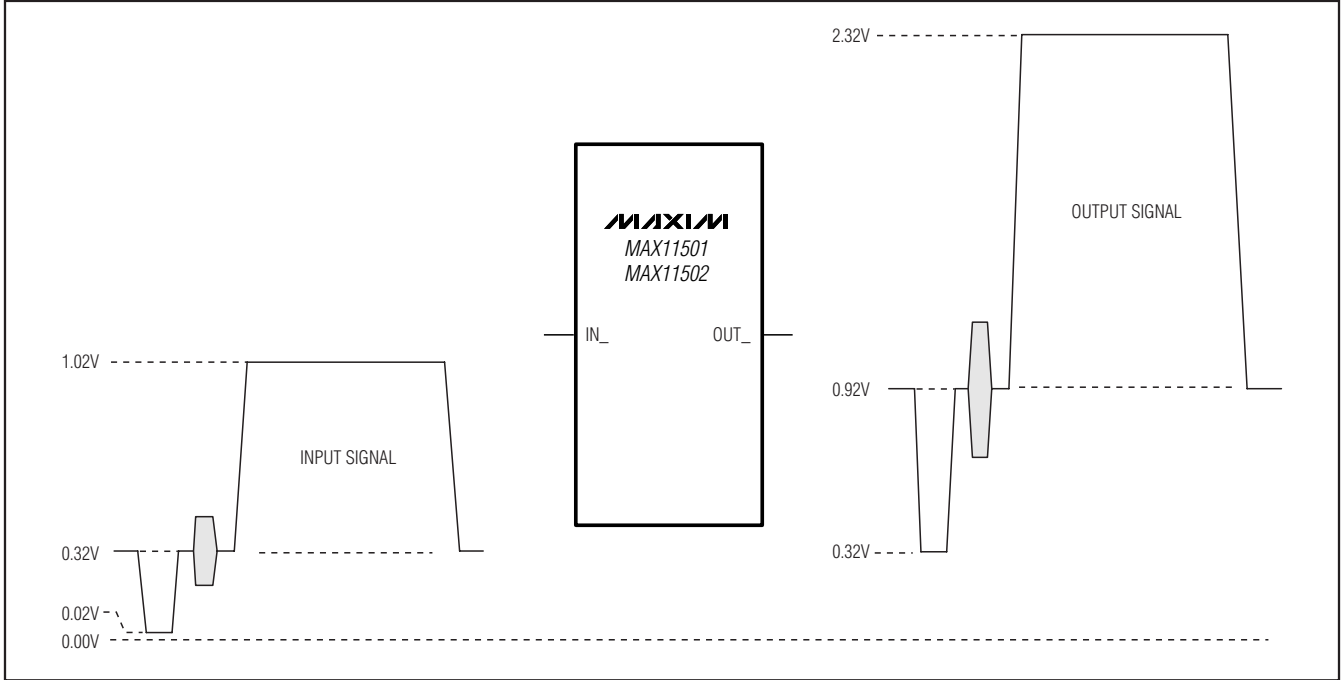 2.32V
OUTPUT SIGNAL
MAXIM
MAX11501
MAX11502
IN_
OUT_
1.02V
0.92V
INPUT SIGNAL
0.32V
0.32V
0.02V
0.00V